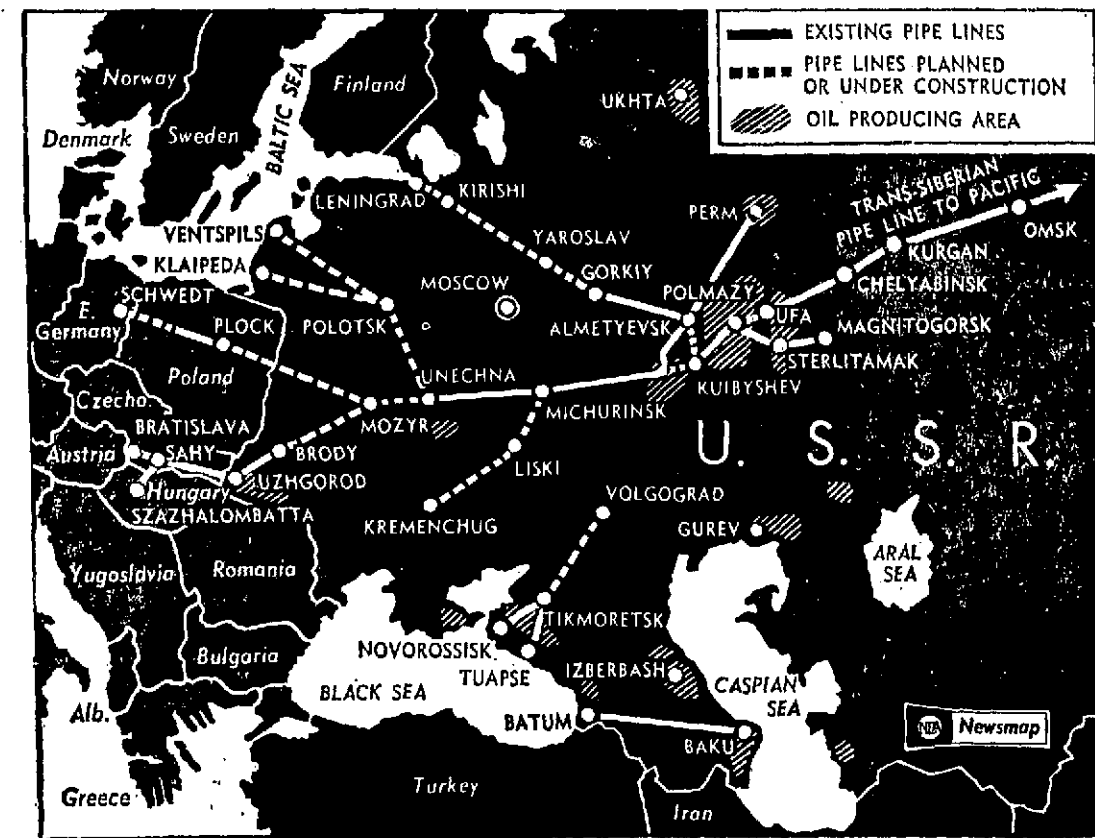 EXISTING PIPE LINES
PIPE LINES PLANNED
OR UNDER CONSTRUCTION
OIL PRODUCING AREA
Norway
Finland
UKHTA
Denmark
Sweden
BALTIC SEA
LENINGRAD
KIRISHI
PERM
TRANS-SIBERIAN
PIPE LINE TO PACIFIC
OMSK
VENTSPILS
YAROSLAV
KURGAN
KLAIPEDA
GORKIY
CHELYABINSK
SCHWEDT
MOSCOW
POLMAZY
E.
Germany
PLOCK
POLOTSK
ALMETYEVSK
UFA
MAGNITOGORSK
STERLITAMAK
Poland
UNECHNA
KUIBYSHEV
Czecho.
MOZYR
MICHURINSK
BRATISLAVA
Austria
SAHY
BRODY
LISKI
U. S. S. R.
UZHGOROD
Hungary
VOLGOGRAD
SZAZHALOMBATTA
KREMENCHUG
GUREV
ARAL
SEA
Yugoslavia
Romania
TIKMORETSK
Bulgaria
NOVOROSSISK
TUAPSE
IZBERBASH
BLACK SEA
CASPIAN
SEA
Alb.
BATUM
BAKU
NEA Newsmap
Greece
Turkey
Iran